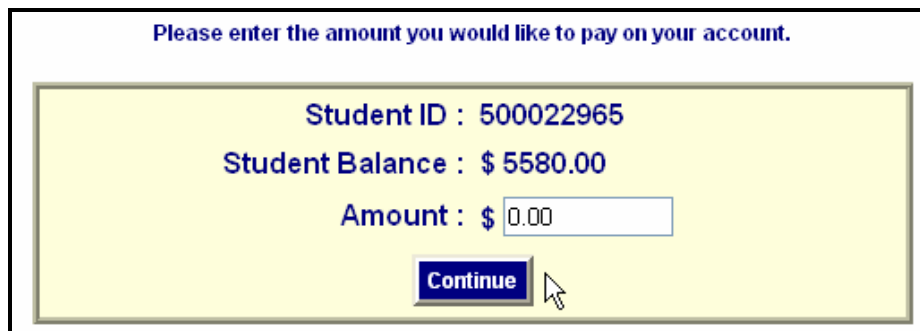 Please enter the amount you would like to pay on your account.
Student ID : 500022965
Student Balance : $ 5580.00
Amount : $ 0.00
Continue